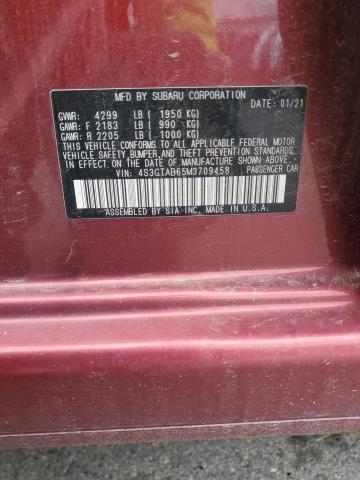 MFD BY SUBARU CORPORATION
DATE: 01/21
GVWR: 4299 LB ( 1950 KG)
GAWR: F 2183 LB ( 990 KG)
GAWR: R 2205 LB ( 1000 KG)
THIS VEHICLE CONFORMS TO ALL APPLICABLE FEDERAL MOTOR
VEHICLE SAFETY, BUMPER, AND THEFT PREVENTION STANDARDS
IN EFFECT ON THE DATE OF MANUFACTURE SHOWN ABOVE.
VIN: 4S3GTAB65M3709458 PASSENGER CAR
ASSEMBLED BY SIA INC. IN U.S.A.